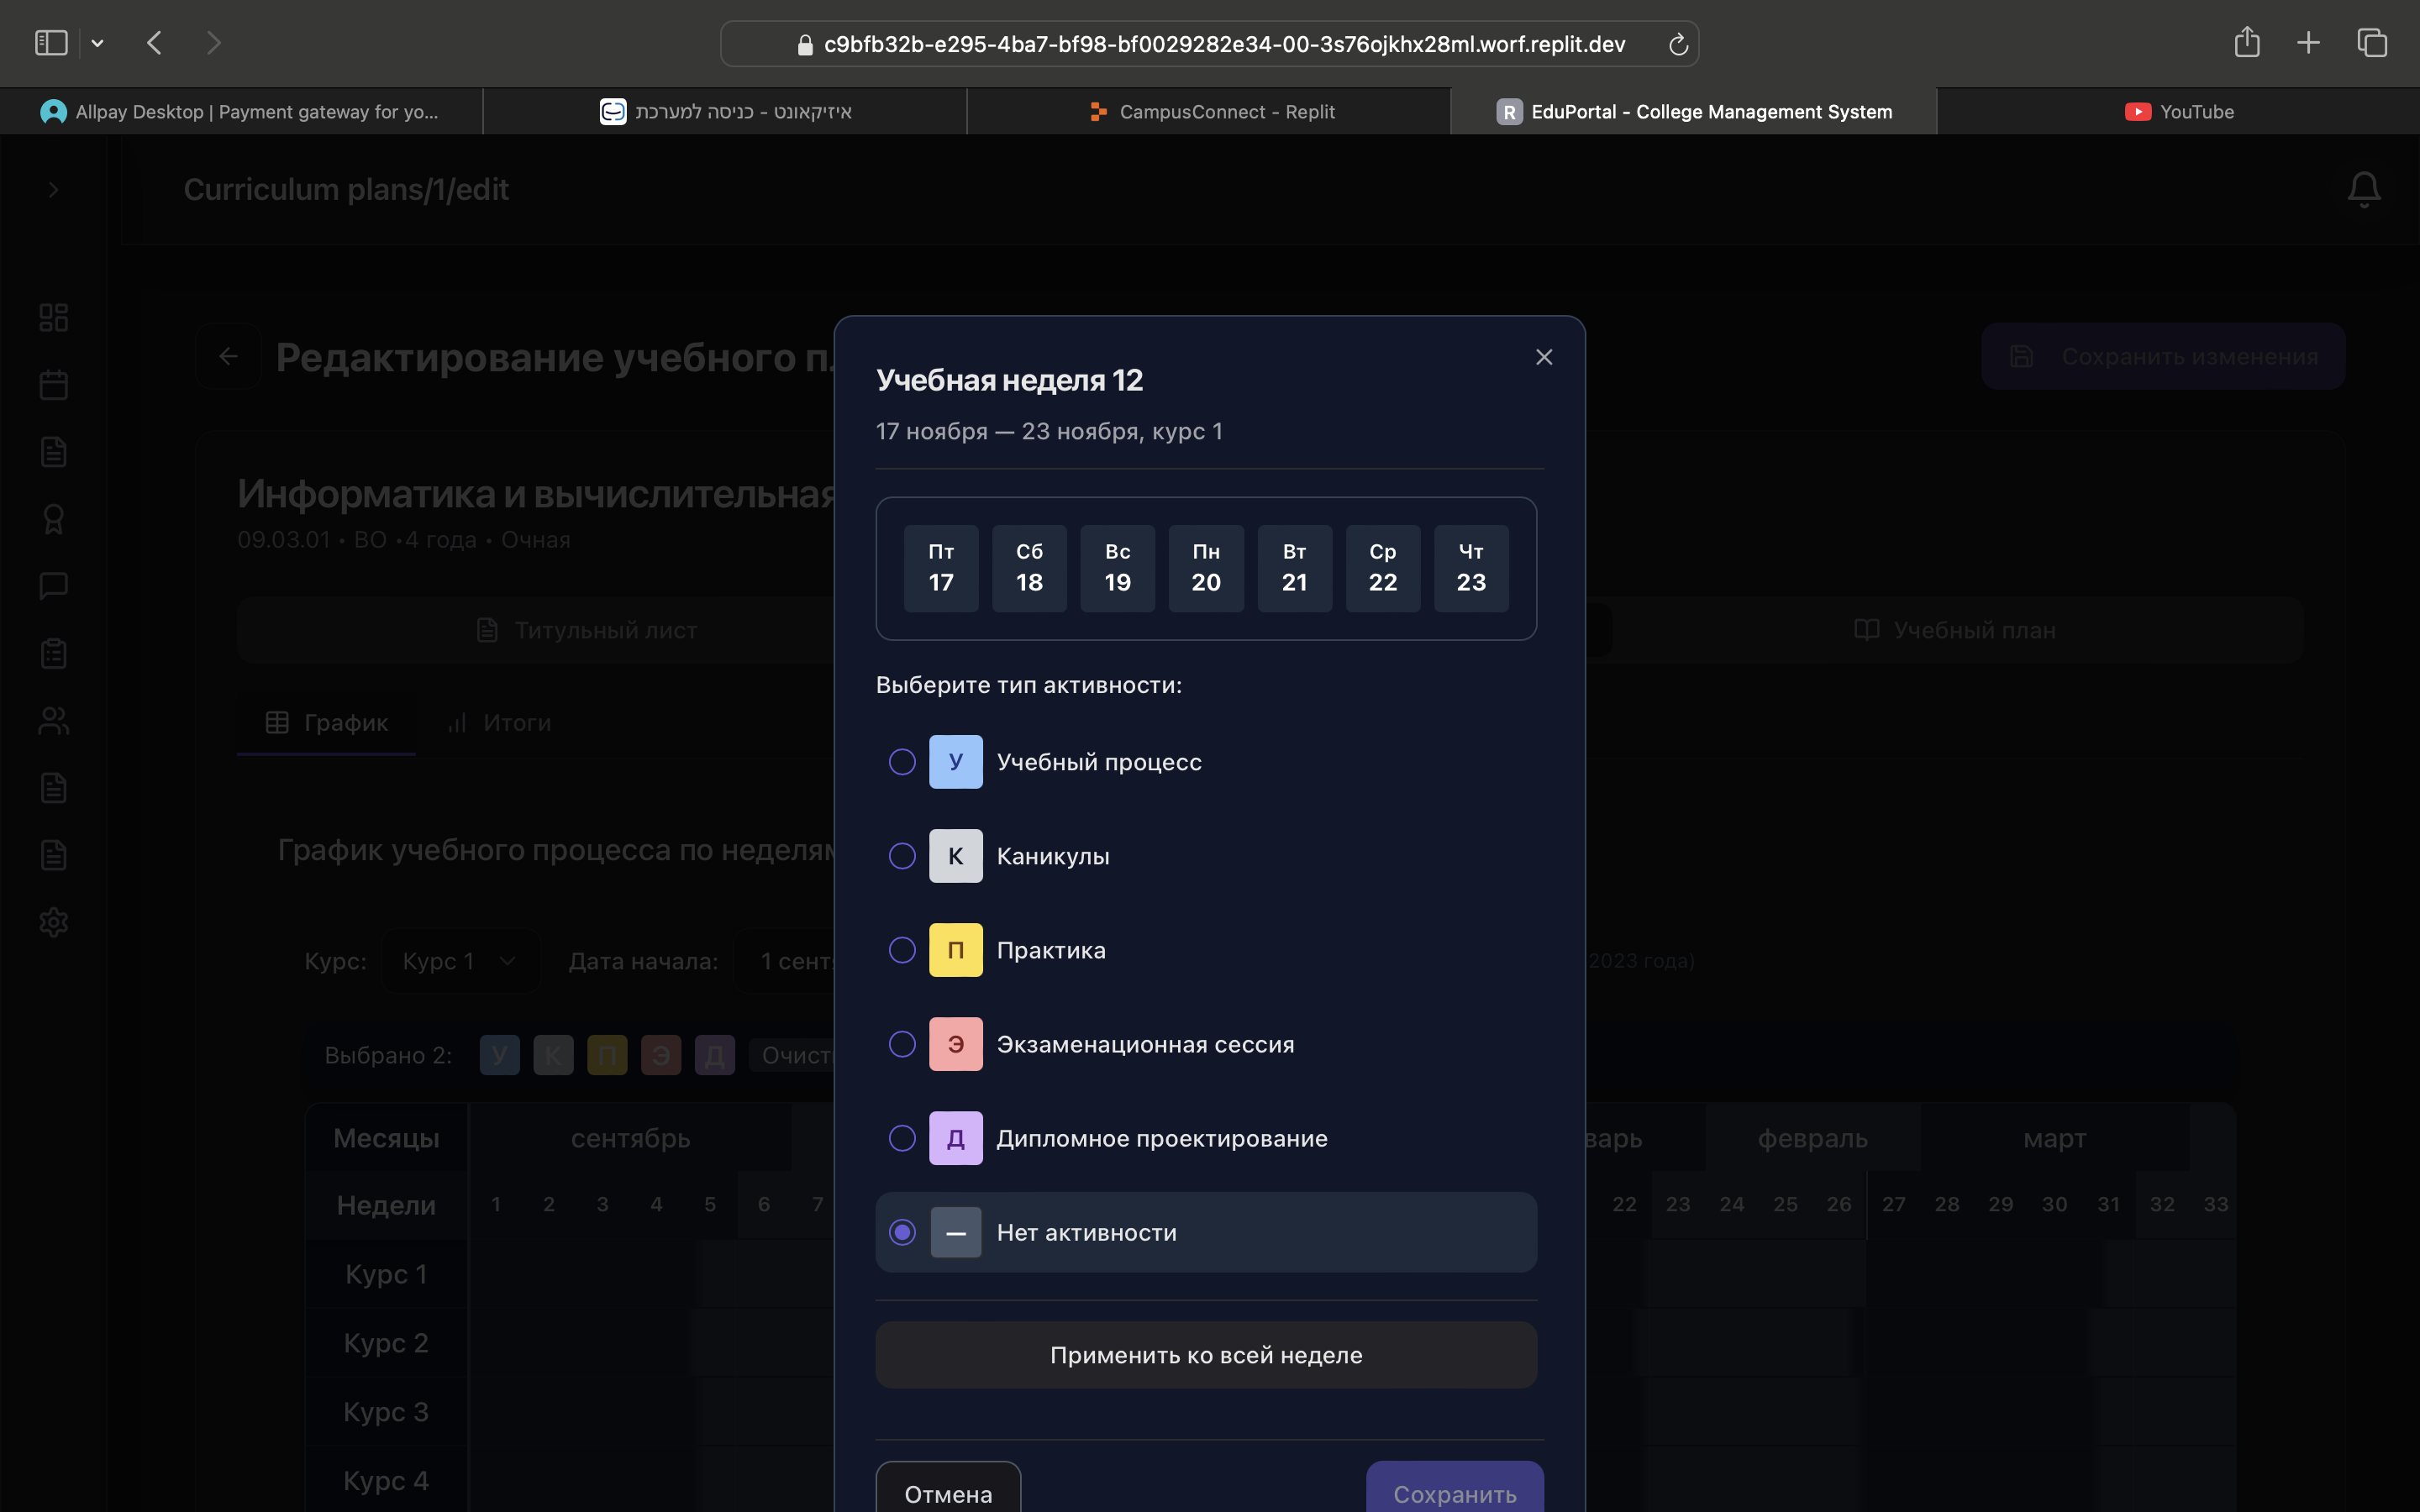 c9bfb32b-e295-4ba7-bf98-bf0029282e34-00-3s76ojkhx28ml.worf.replit.dev
Allpay Desktop | Payment gateway for yo...
איזיקאונט - כניסה למערכת
CampusConnect - Replit
R EduPortal - College Management System
YouTube
Curriculum plans/1/edit
Редактирование учебного пл
Сохранить изменения
Информатика и вычислительная
09.03.01 • ВО •4 года • Очная
Титульный лист
Учебный план
График
Итоги
График учебного процесса по неделям
Курс:
Курс 1
Дата начала:
1 сентя
2023 года)
Выбрано 2:
У К П Э Д
Очисти
Месяцы сентябрь
варь февраль март
Недели 1 2 3 4 5 6 7
22 23 24 25 26 27 28 29 30 31 32 33
Курс 1
Курс 2
Курс 3
Курс 4
Учебная неделя 12
17 ноября — 23 ноября, курс 1
Пт Сб Вс Пн Вт Ср Чт
17 18 19 20 21 22 23
Выберите тип активности:
У Учебный процесс
К Каникулы
П Практика
Э Экзаменационная сессия
Д Дипломное проектирование
— Нет активности
Применить ко всей неделе
Отмена
Сохранить